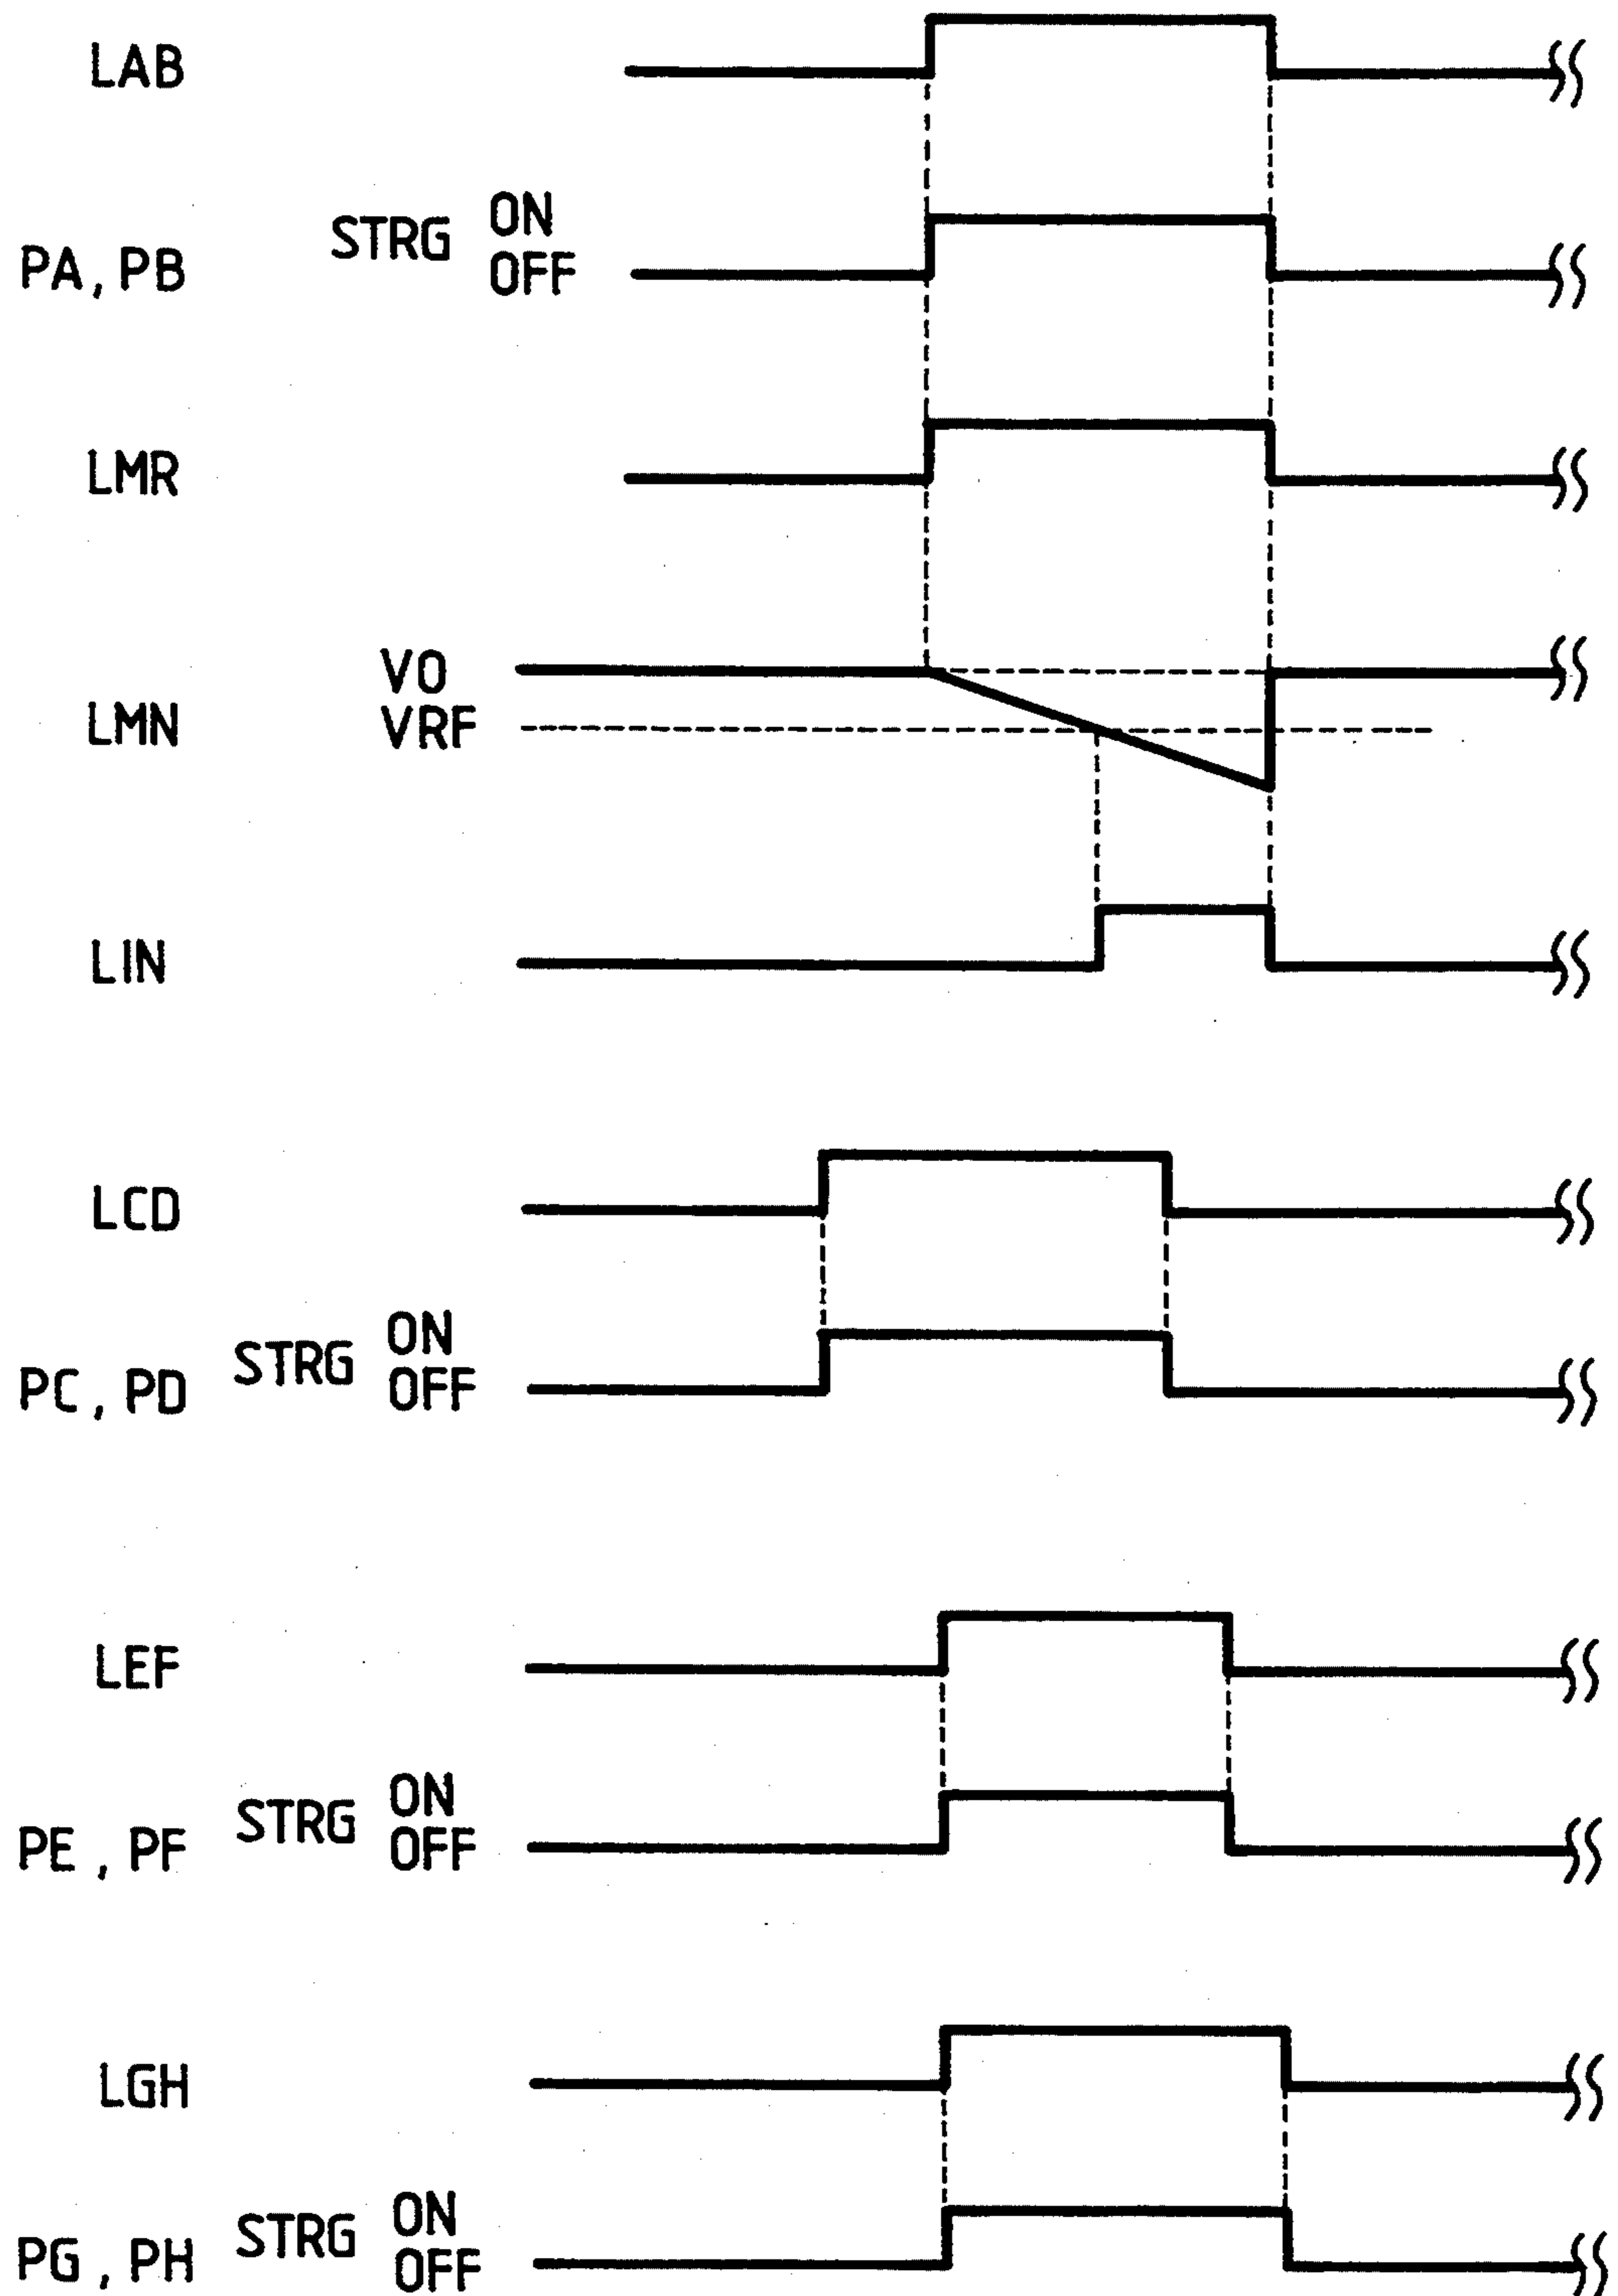 LAB
PA, PB STRG ON
OFF
LMR
LMN VO
VRF
LIN
LCD
PC, PD STRG ON
OFF
LEF
PE, PF STRG ON
OFF
LGH
PG, PH STRG ON
OFF